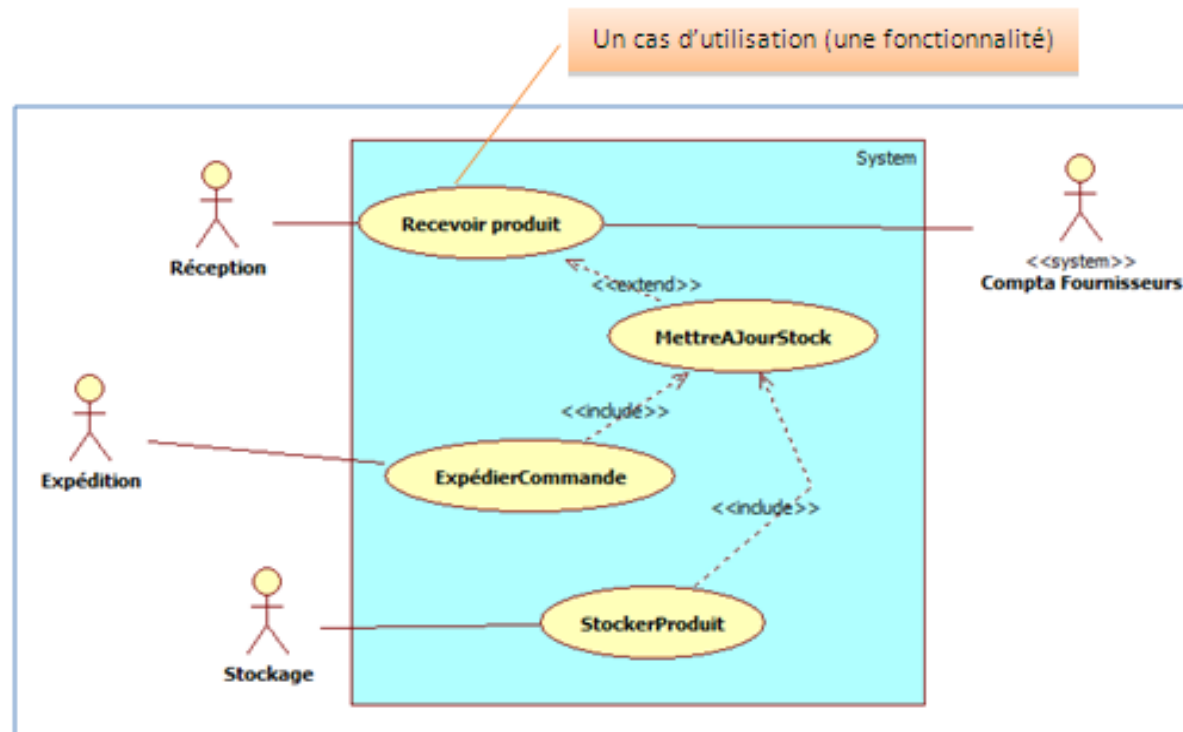 Un cas d'utilisation (une fonctionnalité)
System
Recevoir produit
Réception
<<system>>
Compta Fournisseurs
<<extend>>
MettreAJourStock
<<include>>
Expédition
ExpédierCommande
<<include>>
StockerProduit
Stockage